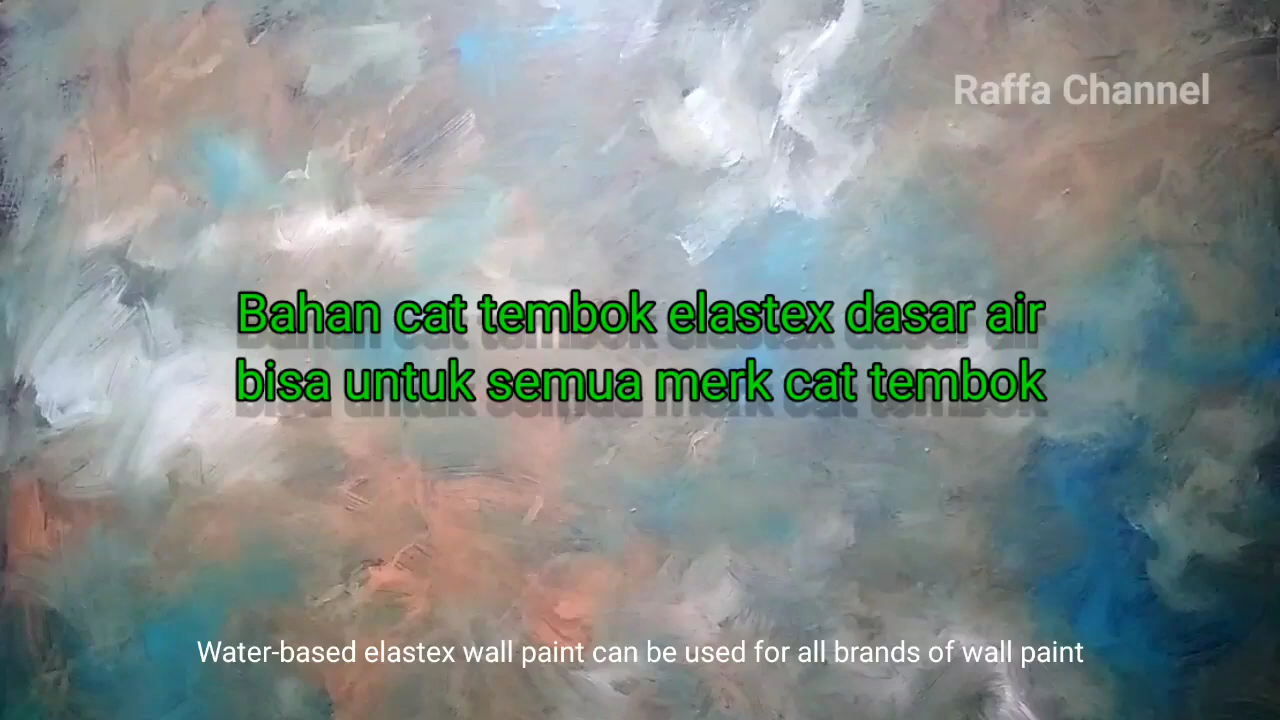 Raffa Channel
Bahan cat tembok elastex dasar air
bisa untuk semua merk cat tembok
Water-based elastex wall paint can be used for all brands of wall paint